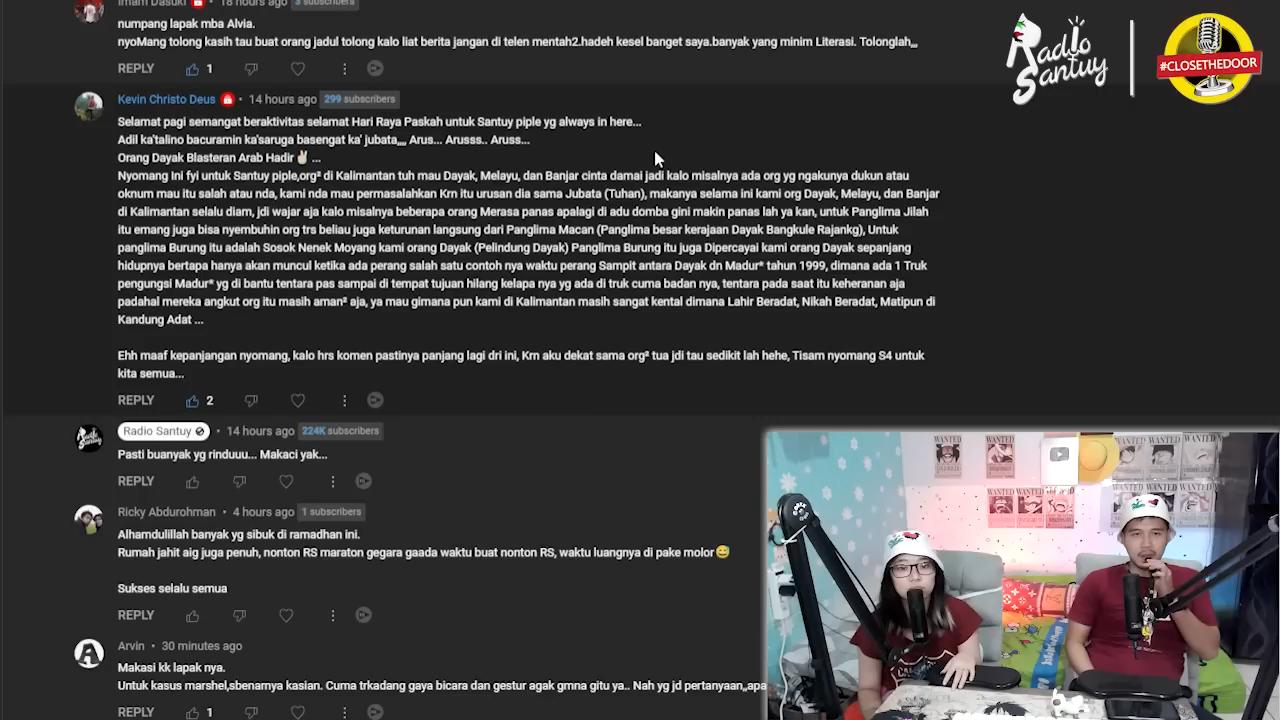 Imam Dasuki • 18 hours ago 3 subscribers
numpang lapak mba Alvia.
nyoMang tolong kasih tau buat orang jadul tolong kalo liat berita jangan di telen mentah2.hadeh kesel banget saya.banyak yang minim Literasi. Tolonglah,,,
REPLY 1
Radio Santuy
#CLOSETHEDOOR
Kevin Christo Deus • 14 hours ago 299 subscribers
Selamat pagi semangat beraktivitas selamat Hari Raya Paskah untuk Santuy piple yg always in here...
Adil ka'talino bacuramin ka'saruga basengat ka' jubata,,,, Arus... Arusss.. Aruss...
Orang Dayak Blasteran Arab Hadir ✌🏻 ...
Nyomang Ini fyi untuk Santuy piple,org² di Kalimantan tuh mau Dayak, Melayu, dan Banjar cinta damai jadi kalo misalnya ada org yg ngakunya dukun atau
oknum mau itu salah atau nda, kami nda mau permasalahkan Krn itu urusan dia sama Jubata (Tuhan), makanya selama ini kami org Dayak, Melayu, dan Banjar
di Kalimantan selalu diam, jdi wajar aja kalo misalnya beberapa orang Merasa panas apalagi di adu domba gini makin panas lah ya kan, untuk Panglima Jilah
itu emang juga bisa nyembuhin org trs beliau juga keturunan langsung dari Panglima Macan (Panglima besar kerajaan Dayak Bangkule Rajankg), Untuk
panglima Burung itu adalah Sosok Nenek Moyang kami orang Dayak (Pelindung Dayak) Panglima Burung itu juga Dipercayai kami orang Dayak sepanjang
hidupnya bertapa hanya akan muncul ketika ada perang salah satu contoh nya waktu perang Sampit antara Dayak dn Madur* tahun 1999, dimana ada 1 Truk
pengungsi Madur* yg di bantu tentara pas sampai di tempat tujuan hilang kelapa nya yg ada di truk cuma badan nya, tentara pada saat itu keheranan aja
padahal mereka angkut org itu masih aman² aja, ya mau gimana pun kami di Kalimantan masih sangat kental dimana Lahir Beradat, Nikah Beradat, Matipun di
Kandung Adat ...
Ehh maaf kepanjangan nyomang, kalo hrs komen pastinya panjang lagi dri ini, Krn aku dekat sama org² tua jdi tau sedikit lah hehe, Tisam nyomang S4 untuk
kita semua...
REPLY 2
Radio Santuy • 14 hours ago 224K subscribers
Pasti buanyak yg rinduuu... Makaci yak...
REPLY
Ricky Abdurohman • 4 hours ago 1 subscribers
Alhamdulillah banyak yg sibuk di ramadhan ini.
Rumah jahit aig juga penuh, nonton RS maraton gegara gaada waktu buat nonton RS, waktu luangnya di pake molor😅
Sukses selalu semua
REPLY
Arvin • 30 minutes ago
Makasi kk lapak nya.
Untuk kasus marshel,sbenarnya kasian. Cuma trkadang gaya bicara dan gestur agak gmna gitu ya.. Nah yg jd pertanyaan,,apa
REPLY 1
WANTED
WANTED
WANTED
WANTED
WANTED
WANTED
WANTED
WANTED